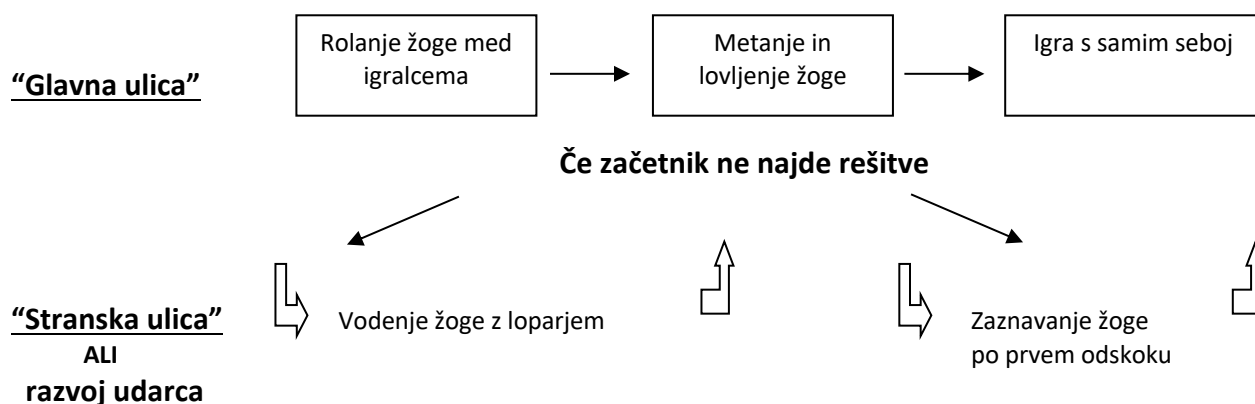 “Glavna ulica”
Rolanje žoge med
igralcema
Metanje in
lovljenje žoge
Igra s samim seboj
Če začetnik ne najde rešitve
“Stranska ulica”
ALI
razvoj udarca
Vodenje žoge z loparjem
Zaznavanje žoge
po prvem odskoku